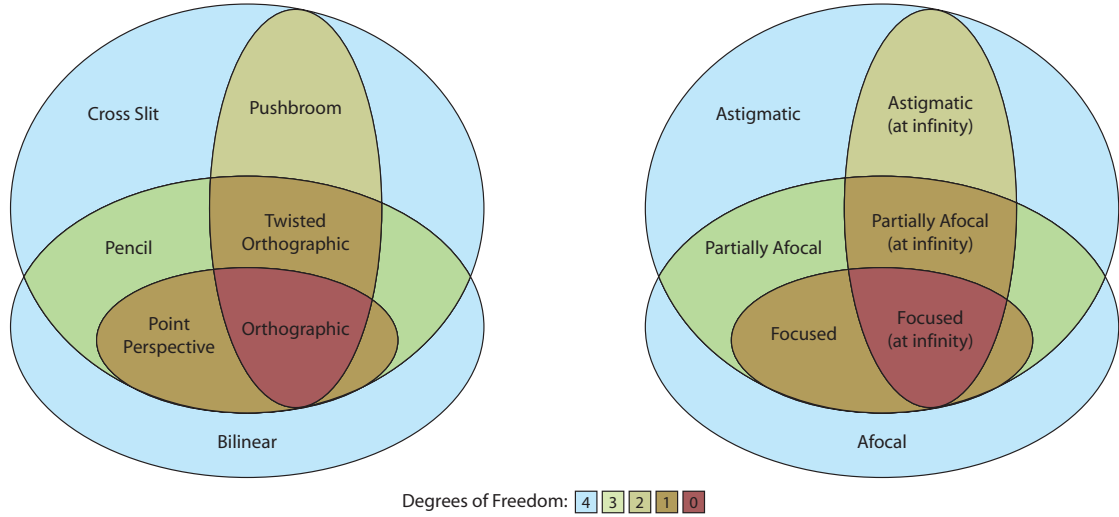 Cross Slit
Pushbroom
Pencil
Twisted
Orthographic
Point
Perspective
Orthographic
Bilinear
Astigmatic
Astigmatic
(at infinity)
Partially Afocal
Partially Afocal
(at infinity)
Focused
Focused
(at infinity)
Afocal
Degrees of Freedom: 4 3 2 1 0